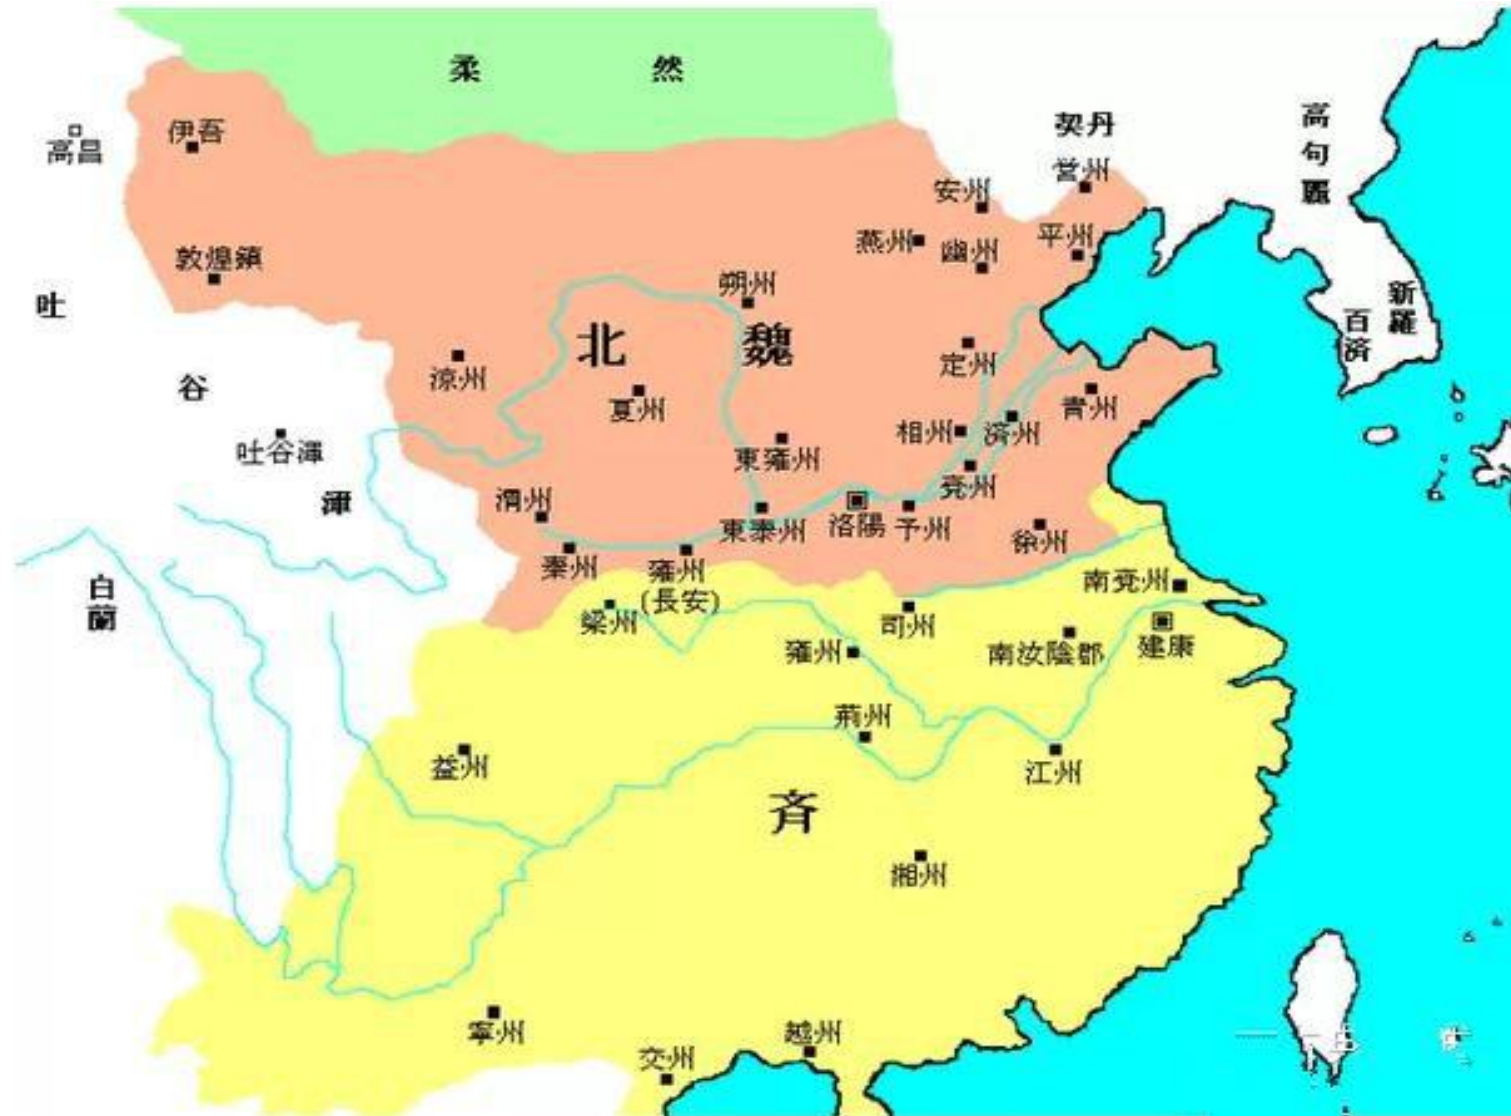 柔然
契丹
高句麗
伊吾
高昌
営州
安州
燕州
幽州
平州
敦煌鎮
朔州
吐谷渾
新羅
百済
北魏
定州
涼州
夏州
青州
相州
済州
吐谷渾
東雍州
兗州
渭州
東泰州
洛陽
予州
徐州
秦州
雍州
(長安)
白蘭
梁州
司州
南兗州
雍州
南汝陰郡
建康
荊州
益州
江州
斉
湘州
寧州
越州
交州